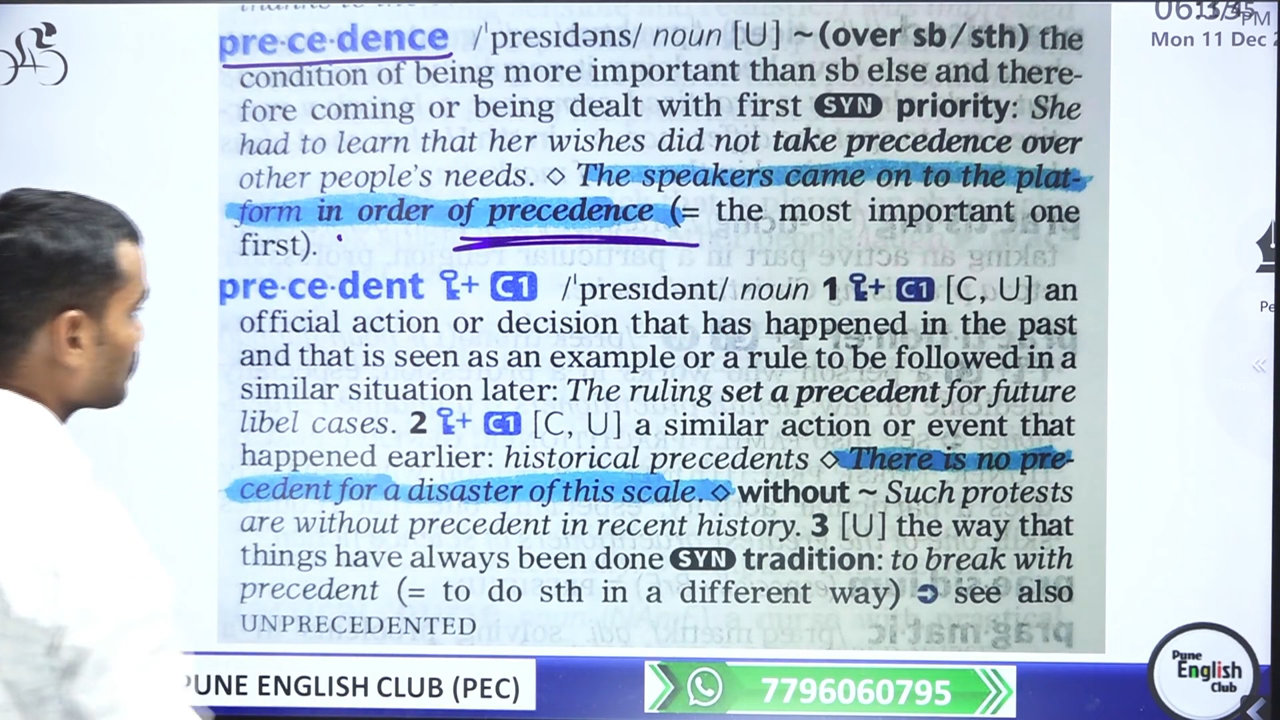 pre·ce·dence /ˈpresɪdəns/ noun [U] ~ (over sb/sth) the
condition of being more important than sb else and there-
fore coming or being dealt with first SYN priority: She
had to learn that her wishes did not take precedence over
other people's needs. ◇ The speakers came on to the plat-
form in order of precedence (= the most important one
first).
pre·ce·dent + C1 /ˈpresɪdənt/ noun 1 + C1 [C, U] an
official action or decision that has happened in the past
and that is seen as an example or a rule to be followed in a
similar situation later: The ruling set a precedent for future
libel cases. 2 + C1 [C, U] a similar action or event that
happened earlier: historical precedents ◇ There is no pre-
cedent for a disaster of this scale. ◇ without ~ Such protests
are without precedent in recent history. 3 [U] the way that
things have always been done SYN tradition: to break with
precedent (= to do sth in a different way) ➲ see also
UNPRECEDENTED
PM
Mon 11 Dec
PUNE ENGLISH CLUB (PEC)
7796060795
Pune
English
Club